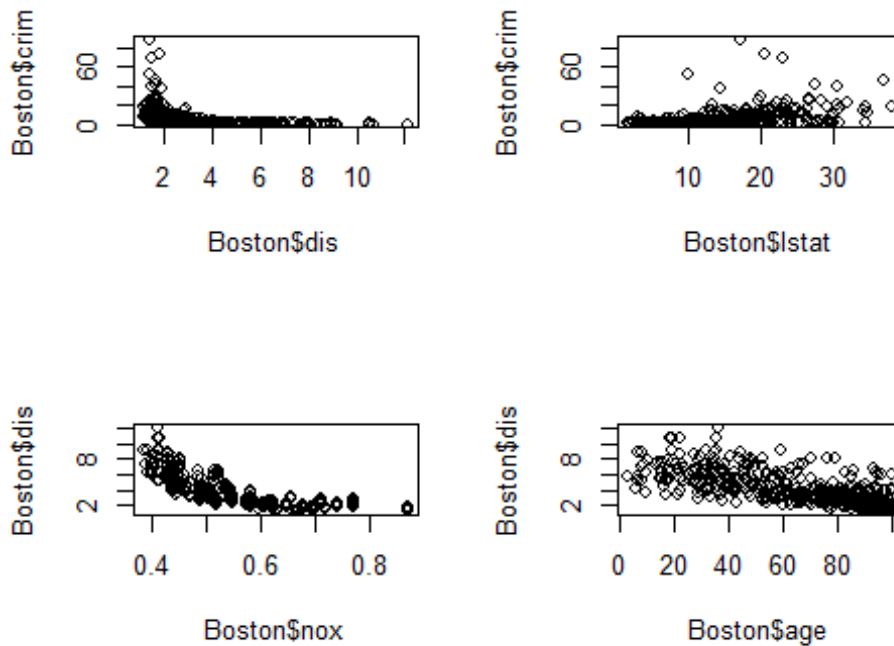 Boston$crim
60
0
2 4 6 8 10
Boston$dis
Boston$crim
60
0
10 20 30
Boston$lstat
Boston$dis
8
2
0.4 0.6 0.8
Boston$nox
Boston$dis
8
2
0 20 40 60 80
Boston$age